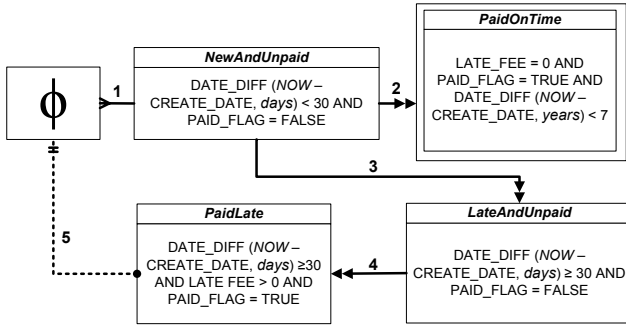 NewAndUnpaid
DATE_DIFF (NOW –
CREATE_DATE, days) < 30 AND
PAID_FLAG = FALSE
PaidOnTime
LATE_FEE = 0 AND
PAID_FLAG = TRUE AND
DATE_DIFF (NOW –
CREATE_DATE, years) < 7
ϕ
1
2
3
PaidLate
DATE_DIFF (NOW –
CREATE_DATE, days) ≥30
AND LATE FEE > 0 AND
PAID_FLAG = TRUE
LateAndUnpaid
DATE_DIFF (NOW –
CREATE_DATE, days) ≥ 30 AND
PAID_FLAG = FALSE
4
5